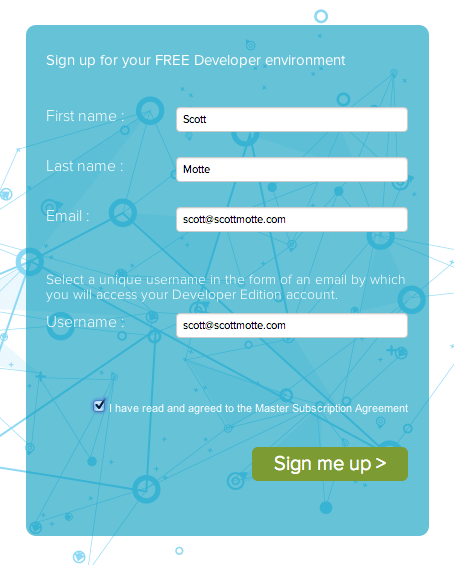 Sign up for your FREE Developer environment
First name : Scott
Last name : Motte
Email : scott@scottmotte.com
Select a unique username in the form of an email by which
you will access your Developer Edition account.
Username : scott@scottmotte.com
I have read and agreed to the Master Subscription Agreement
Sign me up >